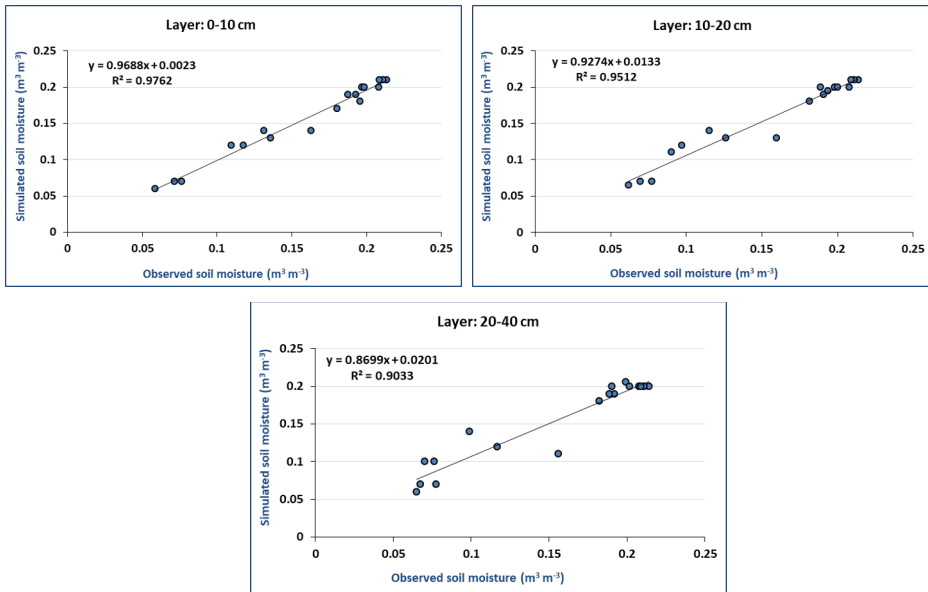 Layer: 0-10 cm
y = 0.9688x + 0.0023
R² = 0.9762
Simulated soil moisture (m³ m⁻³)
0.25
0.2
0.15
0.1
0.05
0
0
0.05
0.1
0.15
0.2
0.25
Observed soil moisture (m³ m⁻³)
Layer: 10-20 cm
y = 0.9274x + 0.0133
R² = 0.9512
Simulated soil moisture (m³ m⁻³)
0.25
0.2
0.15
0.1
0.05
0
0
0.05
0.1
0.15
0.2
0.25
Observed soil moisture (m³ m⁻³)
Layer: 20-40 cm
y = 0.8699x + 0.0201
R² = 0.9033
Simulated soil moisture (m³ m⁻³)
0.25
0.2
0.15
0.1
0.05
0
0
0.05
0.1
0.15
0.2
0.25
Observed soil moisture (m³ m⁻³)